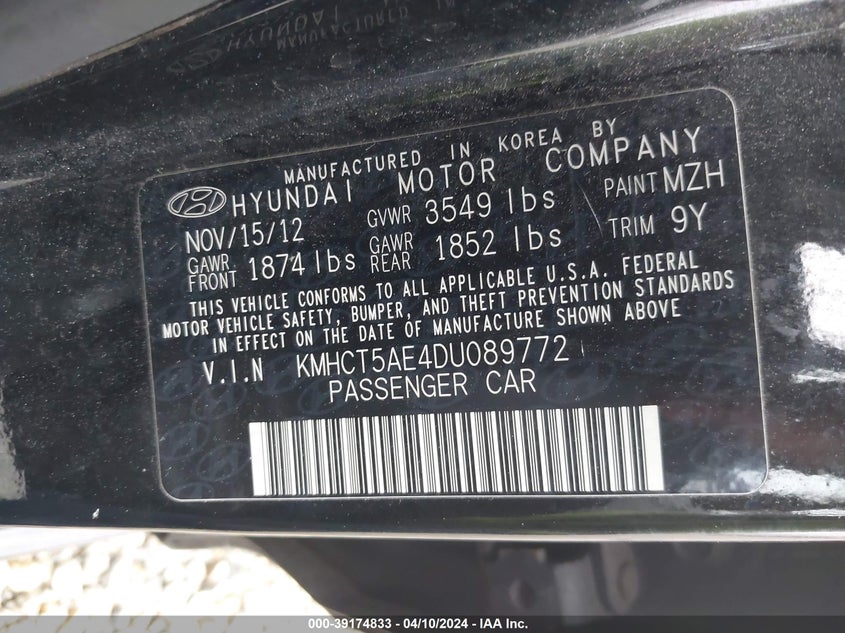 MANUFACTURED IN KOREA BY
HYUNDAI MOTOR COMPANY
NOV/15/12 GVWR 3549 lbs PAINT MZH
GAWR FRONT 1874 lbs GAWR REAR 1852 lbs TRIM 9Y
THIS VEHICLE CONFORMS TO ALL APPLICABLE U.S.A. FEDERAL
MOTOR VEHICLE SAFETY, BUMPER, AND THEFT PREVENTION STANDARDS
IN EFFECT ON THE DATE OF MANUFACTURE SHOWN ABOVE
V.I.N KMHCT5AE4DU089772
PASSENGER CAR
000-39174833 - 04/10/2024 - IAA Inc.